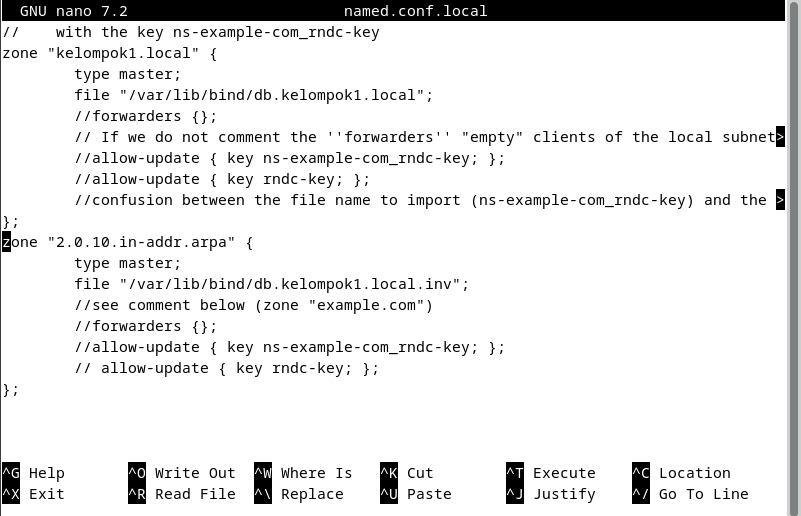 GNU nano 7.2                        named.conf.local
//    with the key ns-example-com_rndc-key
zone "kelompok1.local" {
        type master;
        file "/var/lib/bind/db.kelompok1.local";
        //forwarders {};
        // If we do not comment the ''forwarders'' "empty" clients of the local subnet>
        //allow-update { key ns-example-com_rndc-key; };
        //allow-update { key rndc-key; };
        //confusion between the file name to import (ns-example-com_rndc-key) and the >
};
zone "2.0.10.in-addr.arpa" {
        type master;
        file "/var/lib/bind/db.kelompok1.local.inv";
        //see comment below (zone "example.com")
        //forwarders {};
        //allow-update { key ns-example-com_rndc-key; };
        // allow-update { key rndc-key; };
};
^G Help       ^O Write Out  ^W Where Is   ^K Cut        ^T Execute    ^C Location
^X Exit       ^R Read File  ^\ Replace    ^U Paste      ^J Justify    ^/ Go To Line